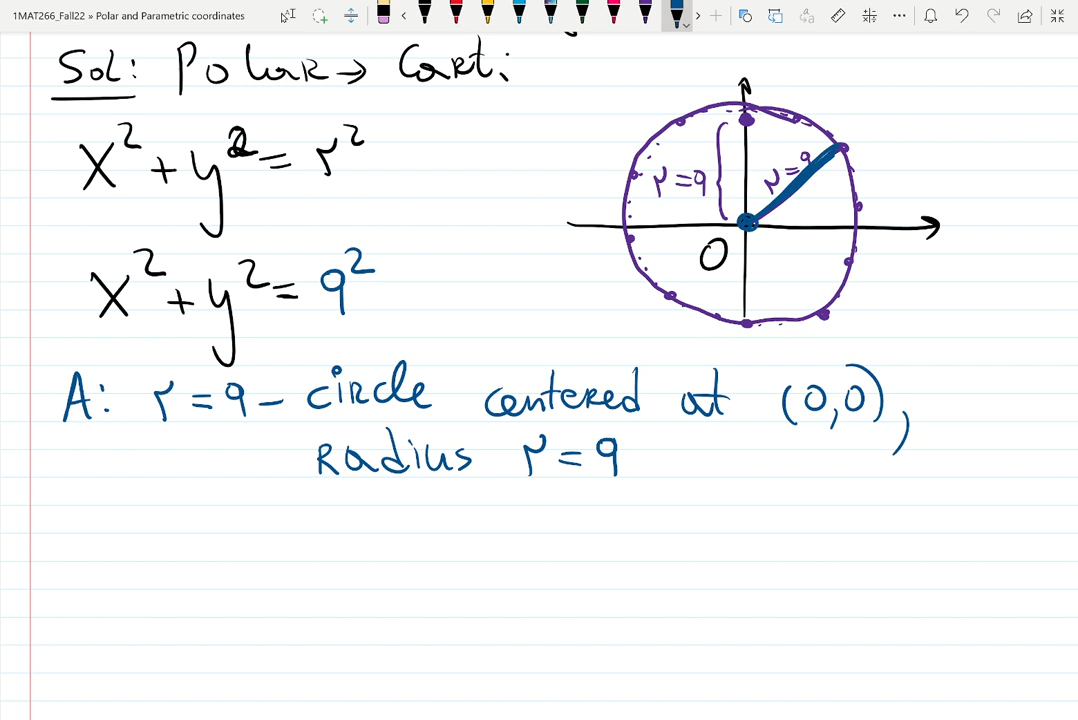 1MAT266_Fall22 » Polar and Parametric coordinates
Sol: Polar → Cart:
x² + y² = r²
r = 9
r = 9
O
x² + y² = 9²
A: r = 9 – circle centered at (0,0),
radius r = 9